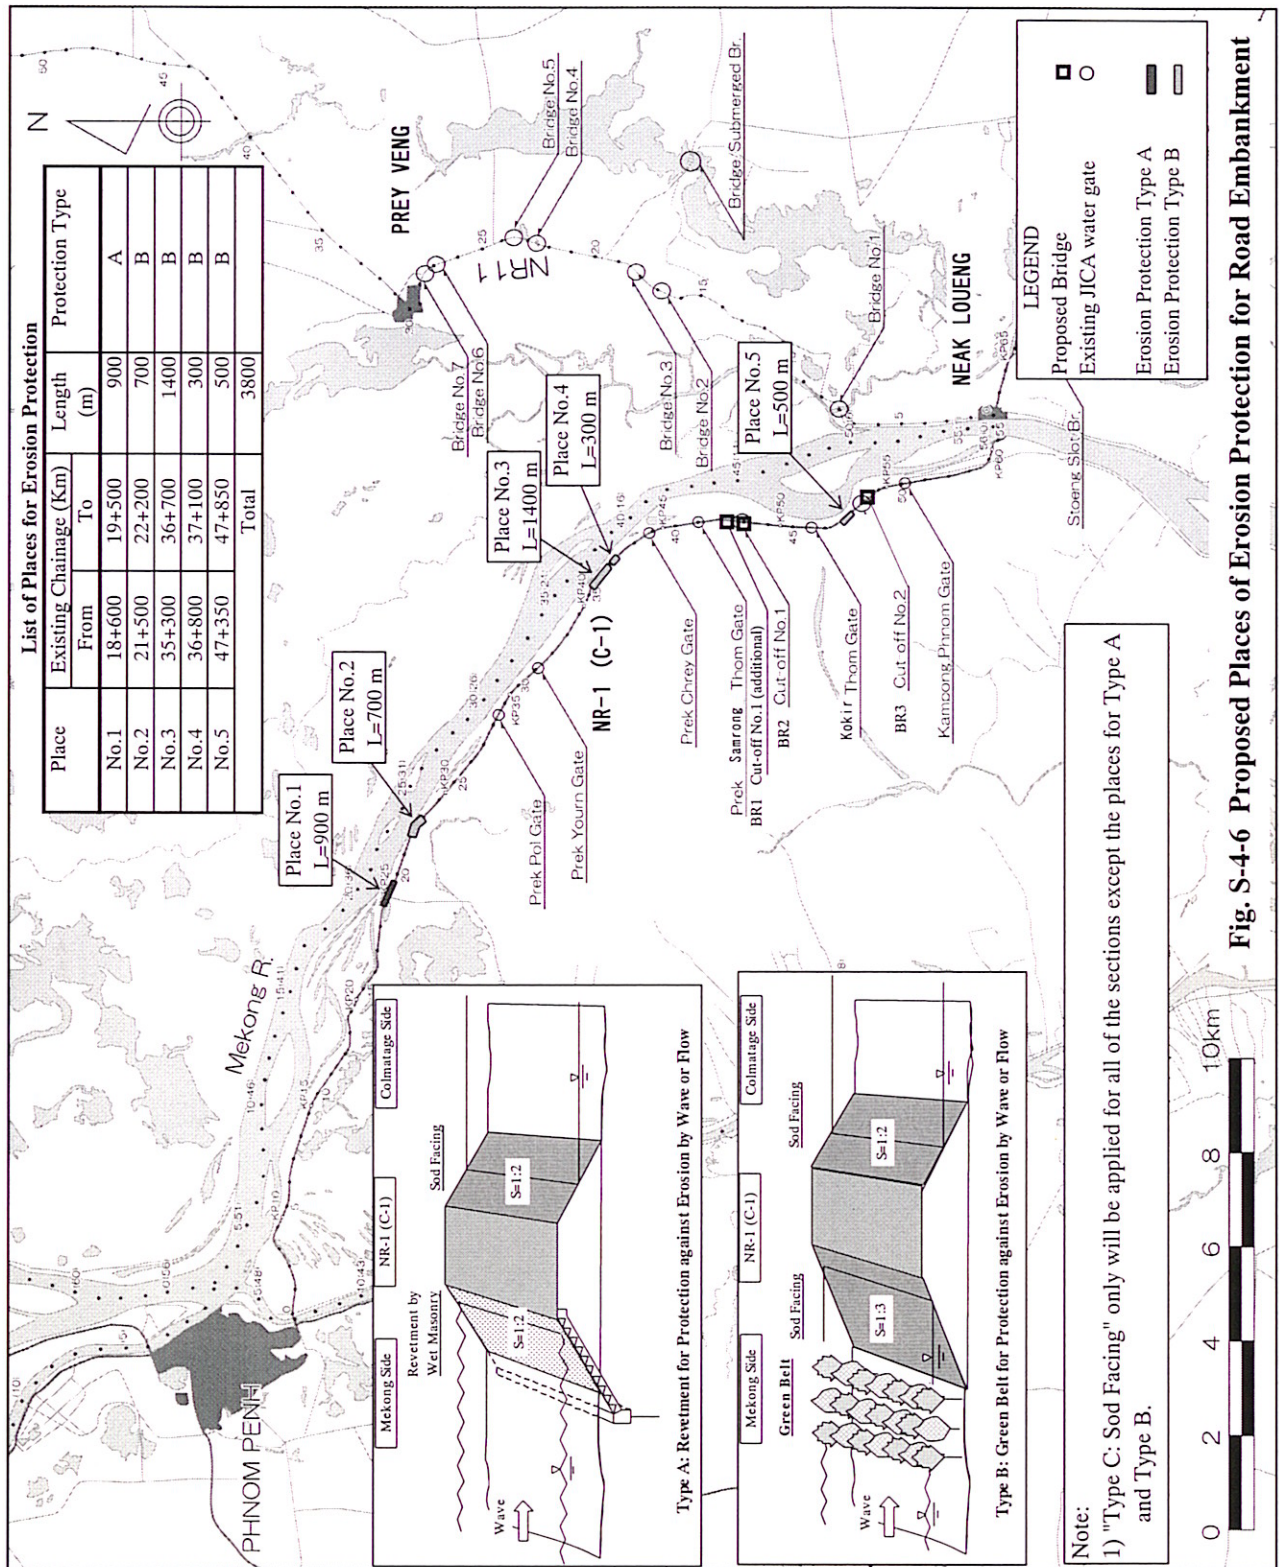 List of Places for Erosion Protection
Place
Existing Chainage (Km)
Length
(m)
Protection Type
From
To
No.1 18+600 19+500 900 A
No.2 21+500 22+200 700 B
No.3 35+300 36+700 1400 B
No.4 36+800 37+100 300 B
No.5 47+350 47+850 500 B
Total 3800
N
PHNOM PENH
Mekong R.
PREY VENG
NEAK LOUENG
NR-1 (C-1)
NR11
Place No.1
L=900 m
Place No.2
L=700 m
Place No.3
L=1400 m
Place No.4
L=300 m
Place No.5
L=500 m
Bridge No.7
Bridge No.6
Bridge No.5
Bridge No.4
Bridge No.3
Bridge No.2
Bridge Submerged Br.
Bridge No.1
Stoeng Slot Br.
Prek Pol Gate
Prek Yourn Gate
Prek Chrey Gate
Prek Samrong Thom Gate
BR1 Cut-off No.1 (additional)
BR2 Cut-off No.1
Kokir Thom Gate
BR3 Cut off No.2
Kampong Phnom Gate
KP10
KP15
KP20
KP25
KP30
KP35
KP40
KP45
KP50
KP55
KP60
KP65
LEGEND
Proposed Bridge
Existing JICA water gate
Erosion Protection Type A
Erosion Protection Type B
Mekong Side
NR-1 (C-1)
Colmatage Side
Revetment by
Wet Masonry
Sod Facing
S=1:2
S=1:2
Wave
Type A: Revetment for Protection against Erosion by Wave or Flow
Mekong Side
NR-1 (C-1)
Colmatage Side
Green Belt
Sod Facing
Sod Facing
S=1:3
S=1:2
Wave
Type B: Green Belt for Protection against Erosion by Wave or Flow
Note:
1) "Type C: Sod Facing" only will be applied for all of the sections except the places for Type A
and Type B.
0 2 4 6 8 10km
Fig. S-4-6 Proposed Places of Erosion Protection for Road Embankment